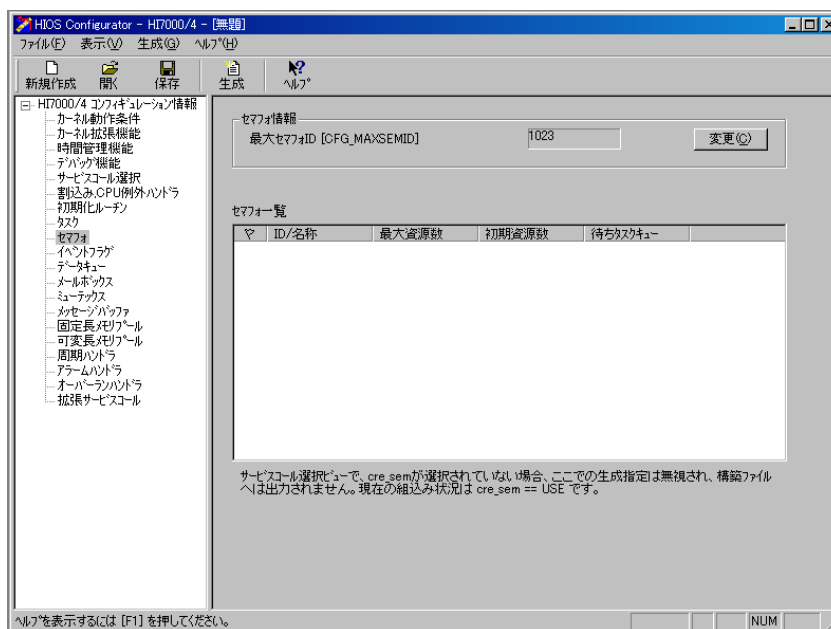 HIOS Configurator - HI7000/4 - [無題]
ファイル(F) 表示(V) 生成(G) ヘルプ(H)
新規作成 開く 保存 生成 ヘルプ
HI7000/4 コンフィギュレーション情報
カーネル動作条件
カーネル拡張機能
時間管理機能
デバッグ機能
サービスコール選択
割込み,CPU例外ハンドラ
初期化ルーチン
タスク
セマフォ
イベントフラグ
データキュー
メールボックス
ミューテックス
メッセージバッファ
固定長メモリプール
可変長メモリプール
周期ハンドラ
アラームハンドラ
オーバーランハンドラ
拡張サービスコール
セマフォ情報
最大セマフォID [CFG_MAXSEMID] 1023 変更(C)
セマフォ一覧
ID/名称 最大資源数 初期資源数 待ちタスクキュー
サービスコール選択ビューで、cre_semが選択されていない場合、ここでの生成指定は無視され、構築ファイル
へは出力されません。現在の組込み状況は cre_sem == USE です。
ヘルプを表示するには [F1] を押してください。 NUM